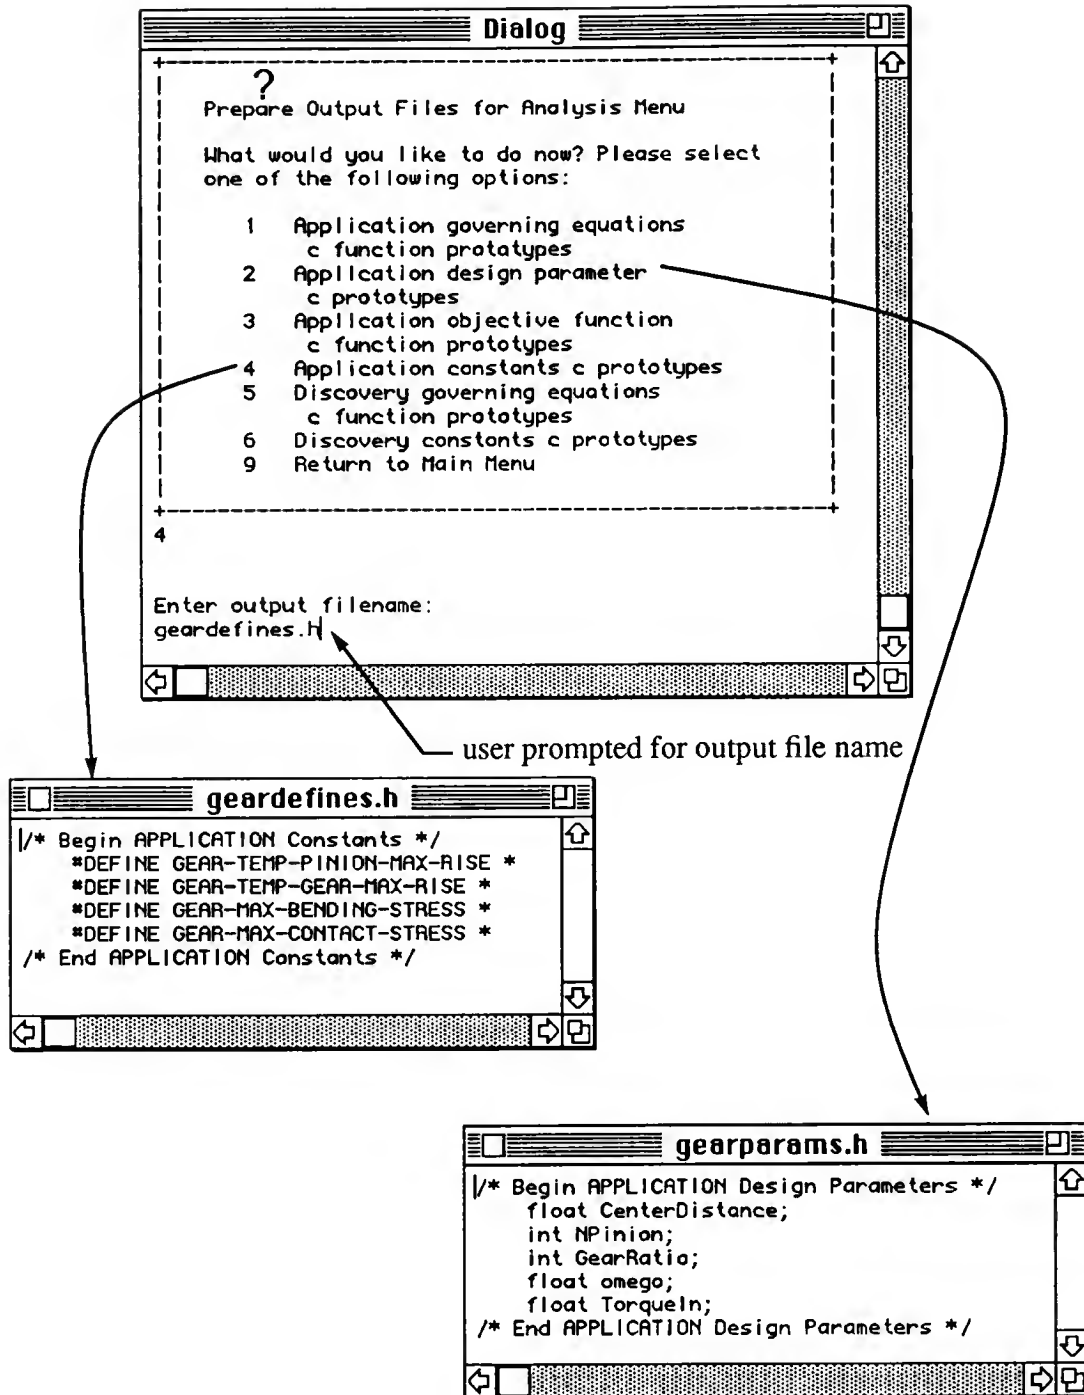 Dialog
?
Prepare Output Files for Analysis Menu
What would you like to do now? Please select
one of the following options:
1 Application governing equations
c function prototypes
2 Application design parameter
c prototypes
3 Application objective function
c function prototypes
4 Application constants c prototypes
5 Discovery governing equations
c function prototypes
6 Discovery constants c prototypes
9 Return to Main Menu
4
Enter output filename:
geardefines.h
user prompted for output file name
geardefines.h
/* Begin APPLICATION Constants */
#DEFINE GEAR-TEMP-PINION-MAX-RISE *
#DEFINE GEAR-TEMP-GEAR-MAX-RISE *
#DEFINE GEAR-MAX-BENDING-STRESS *
#DEFINE GEAR-MAX-CONTACT-STRESS *
/* End APPLICATION Constants */
gearparams.h
/* Begin APPLICATION Design Parameters */
float CenterDistance;
int NPinion;
int GearRatio;
float omega;
float TorqueIn;
/* End APPLICATION Design Parameters */